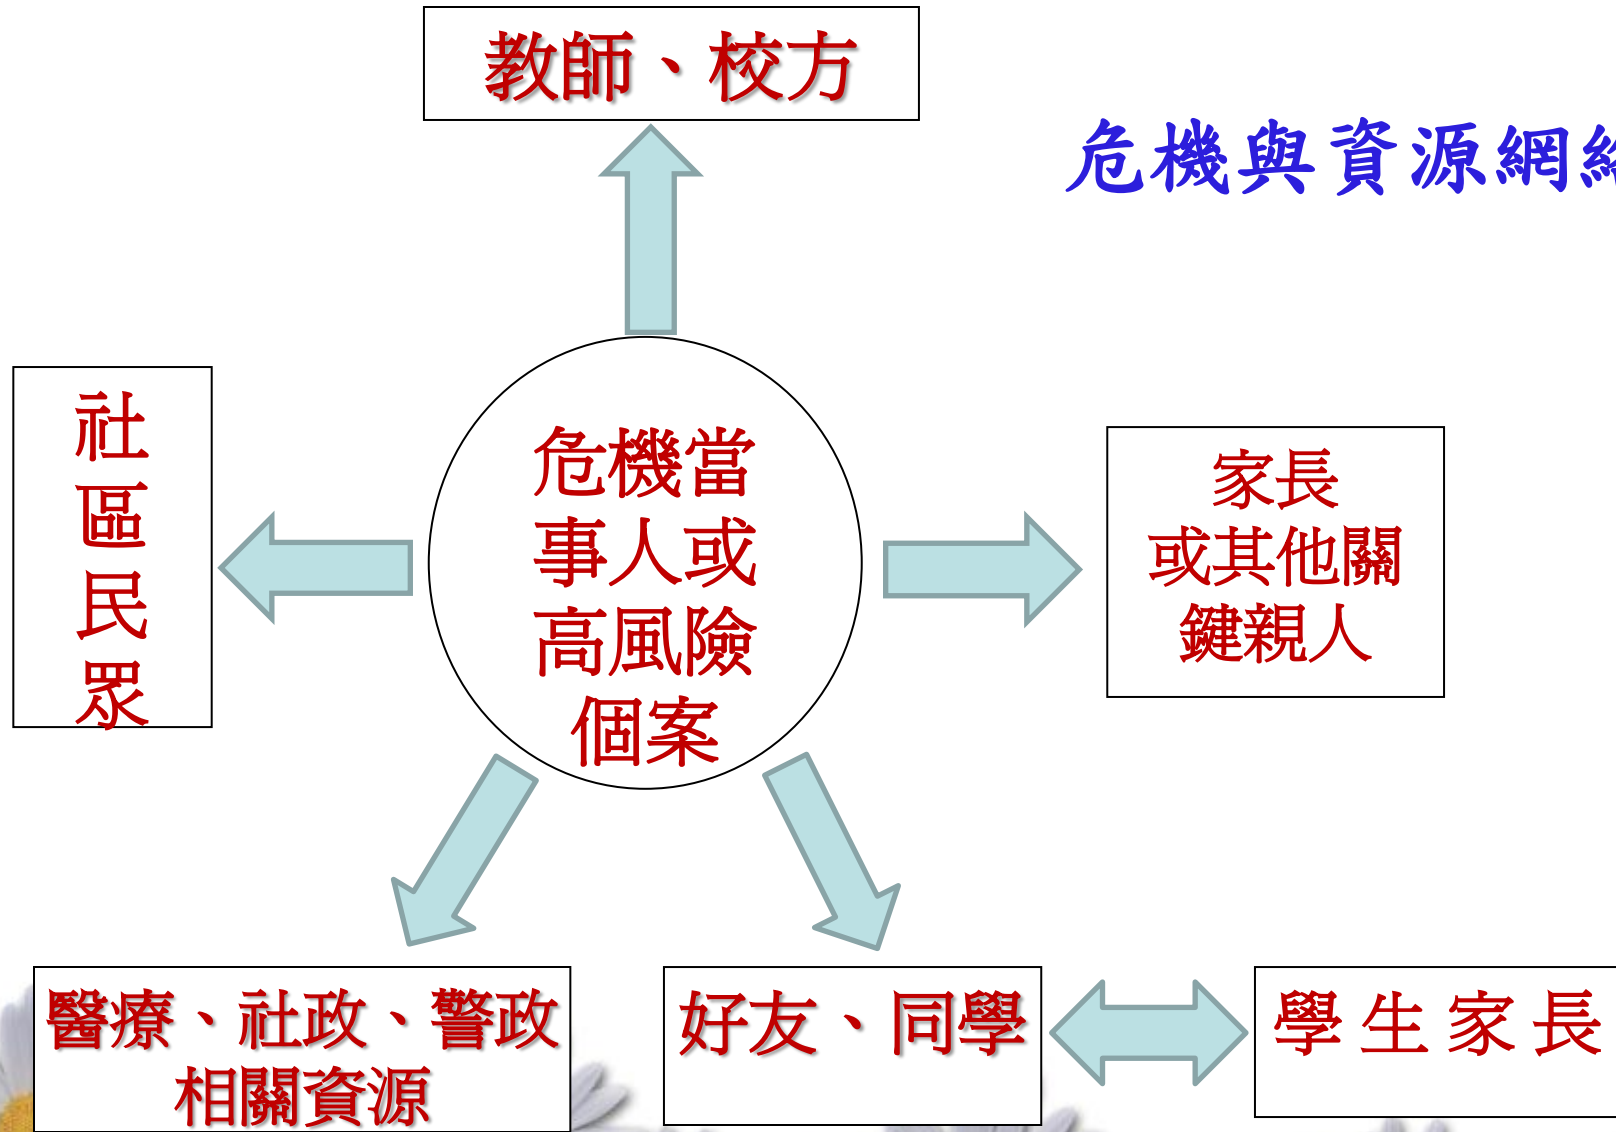 教師、校方
危機與資源網絡
社
區
民
眾
危機當
事人或
高風險
個案
家長
或其他關
鍵親人
醫療、社政、警政
相關資源
好友、同學
學生家長